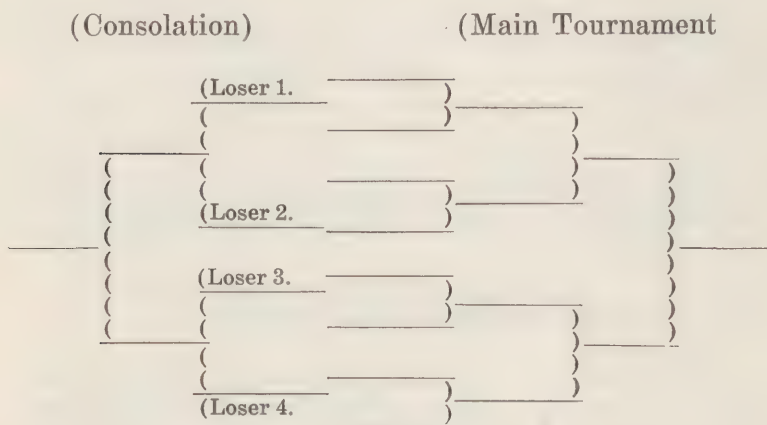 (Consolation) (Main Tournament
(Loser 1.
(Loser 2.
(Loser 3.
(Loser 4.